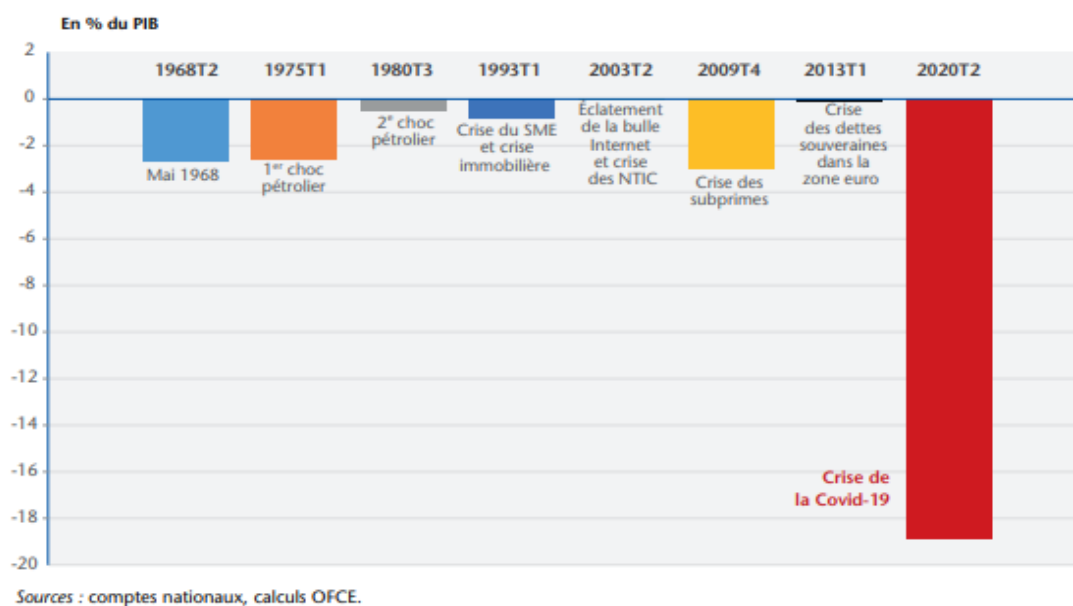 En % du PIB
2
1968T2 1975T1 1980T3 1993T1 2003T2 2009T4 2013T1 2020T2
0
Mai 1968
1er choc
pétrolier
2e choc
pétrolier
Crise du SME
et crise
immobilière
Éclatement
de la bulle
Internet
et crise
des NTIC
Crise des
subprimes
Crise
des dettes
souveraines
dans la
zone euro
-2
-4
-6
-8
-10
-12
-14
-16
Crise de
la Covid-19
-18
-20
Sources : comptes nationaux, calculs OFCE.